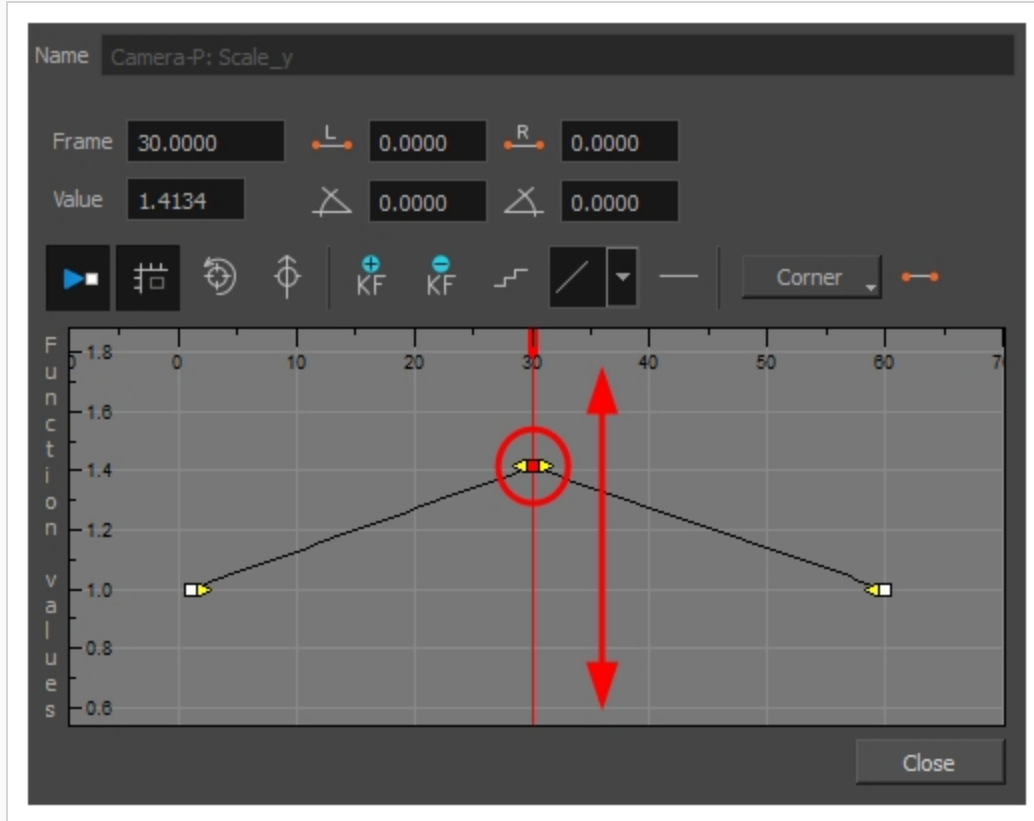 Name Camera-P: Scale_y
Frame 30.0000 L 0.0000 R 0.0000
Value 1.4134 0.0000 0.0000
KF KF Corner
Function values
0 10 20 30 40 50 60
1.8
1.6
1.4
1.2
1.0
0.8
0.6
Close